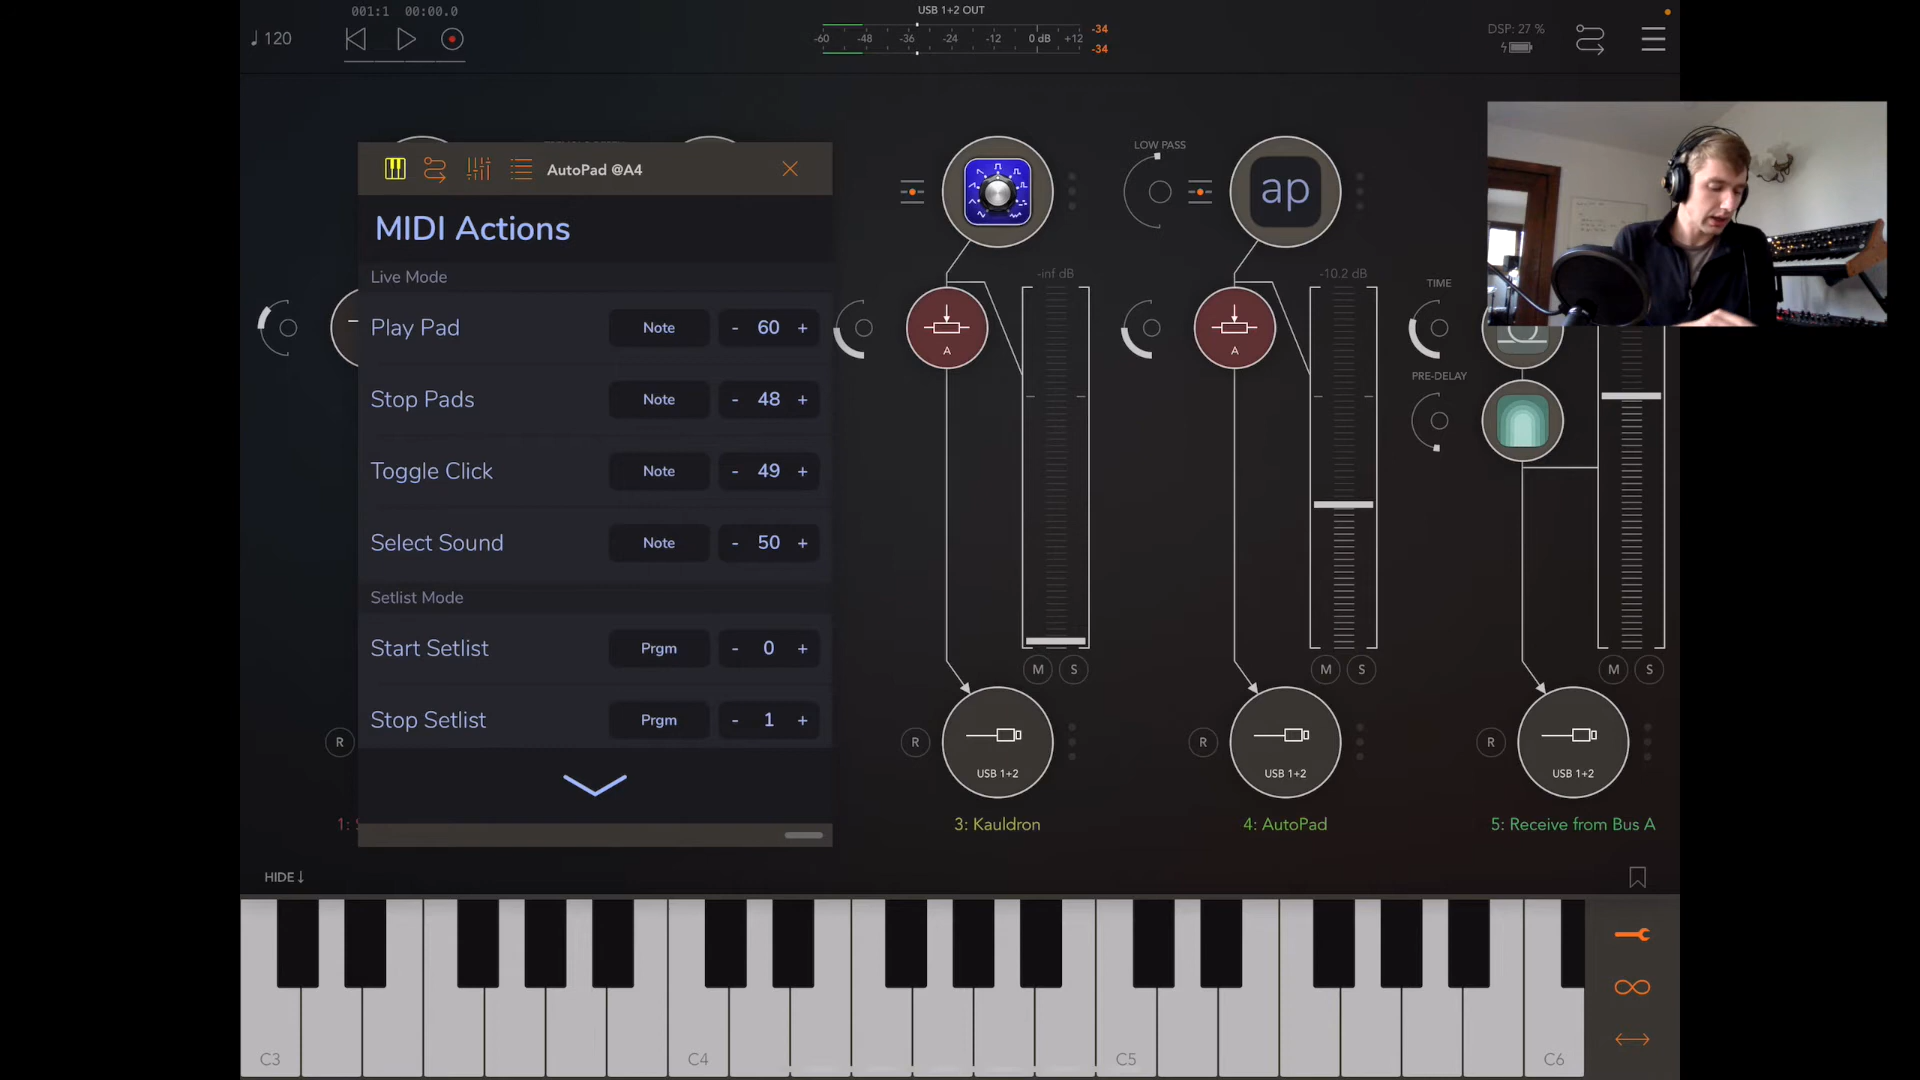 001:1 00:00.0
USB 1+2 OUT
120
-60 -48 -36 -24 -12 0 dB +12
-34
-34
DSP: 27 %
AutoPad @A4
MIDI Actions
Live Mode
Play Pad Note - 60 +
Stop Pads Note - 48 +
Toggle Click Note - 49 +
Select Sound Note - 50 +
Setlist Mode
Start Setlist Prgm - 0 +
Stop Setlist Prgm - 1 +
LOW PASS
ap
-inf dB
-10.2 dB
TIME
PRE-DELAY
A
A
M S
M S
M S
R
R
R
R
USB 1+2
USB 1+2
USB 1+2
1:
3: Kauldron
4: AutoPad
5: Receive from Bus A
HIDE↓
C3 C4 C5 C6